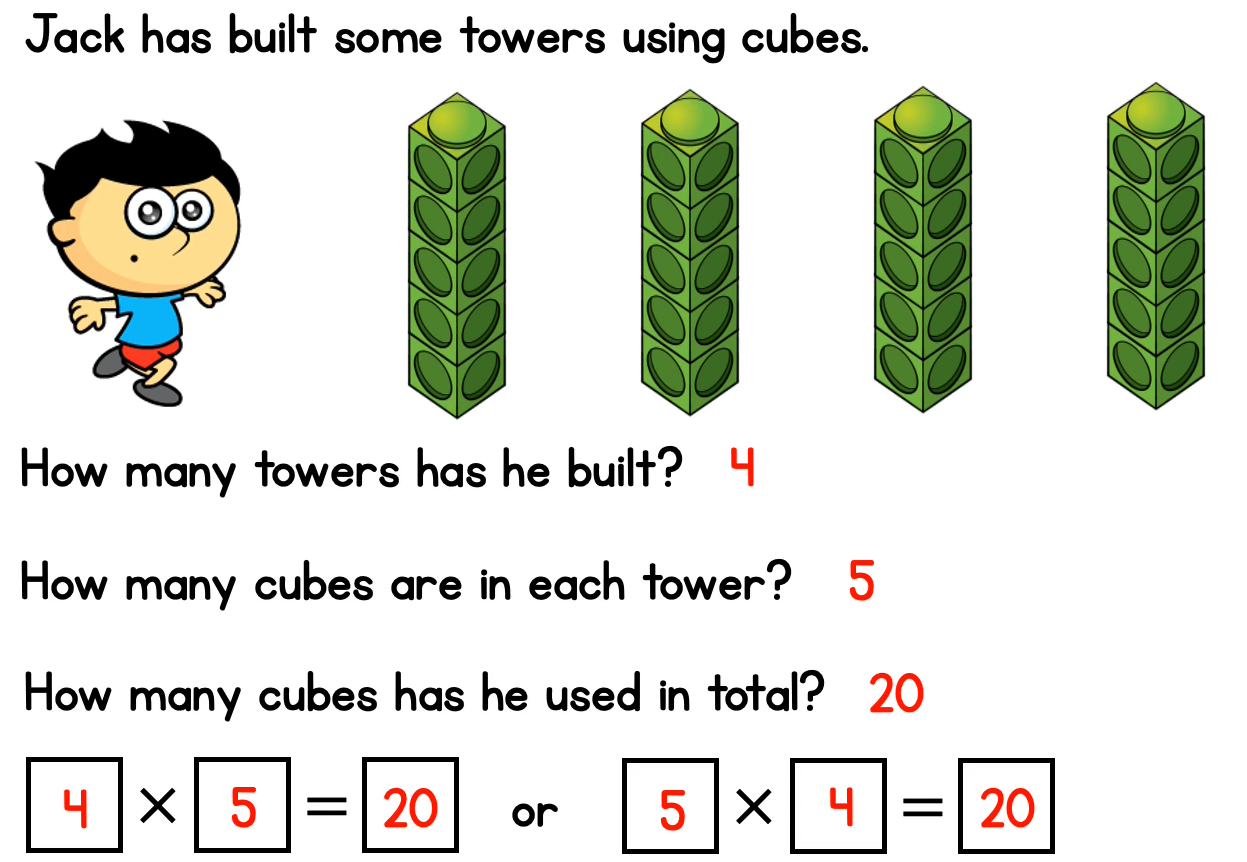 Jack has built some towers using cubes.
How many towers has he built? 4
How many cubes are in each tower? 5
How many cubes has he used in total? 20
4 × 5 = 20 or 5 × 4 = 20